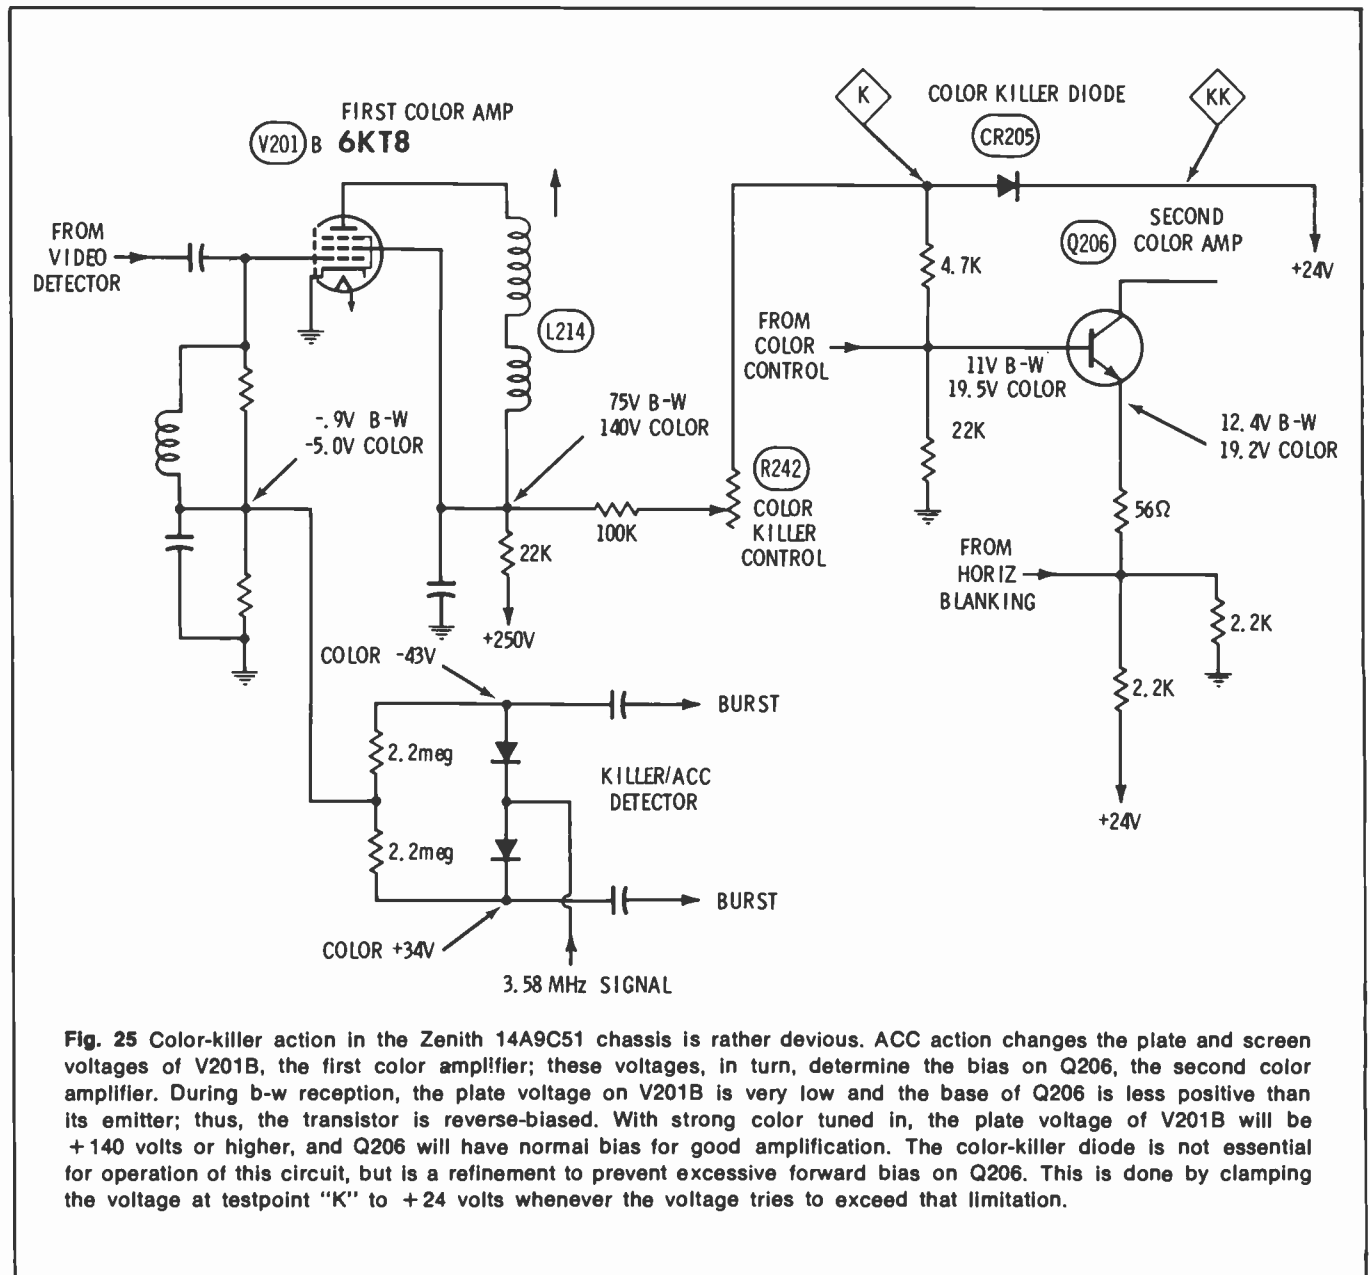 FIRST COLOR AMP
V201 B 6KT8
FROM
VIDEO
DETECTOR
L214
-.9V B-W
-5.0V COLOR
75V B-W
140V COLOR
22K
+250V
100K
R242
COLOR
KILLER
CONTROL
K
COLOR KILLER DIODE
CR205
KK
+24V
4.7K
FROM
COLOR
CONTROL
SECOND
COLOR AMP
Q206
11V B-W
19.5V COLOR
22K
12.4V B-W
19.2V COLOR
56Ω
FROM
HORIZ
BLANKING
2.2K
2.2K
+24V
COLOR -43V
BURST
2.2meg
KILLER/ACC
DETECTOR
2.2meg
BURST
COLOR +34V
3.58 MHz SIGNAL
Fig. 25 Color-killer action in the Zenith 14A9C51 chassis is rather devious. ACC action changes the plate and screen
voltages of V201B, the first color amplifier; these voltages, in turn, determine the bias on Q206, the second color
amplifier. During b-w reception, the plate voltage on V201B is very low and the base of Q206 is less positive than
its emitter; thus, the transistor is reverse-biased. With strong color tuned in, the plate voltage of V201B will be
+140 volts or higher, and Q206 will have normal bias for good amplification. The color-killer diode is not essential
for operation of this circuit, but is a refinement to prevent excessive forward bias on Q206. This is done by clamping
the voltage at testpoint "K" to +24 volts whenever the voltage tries to exceed that limitation.